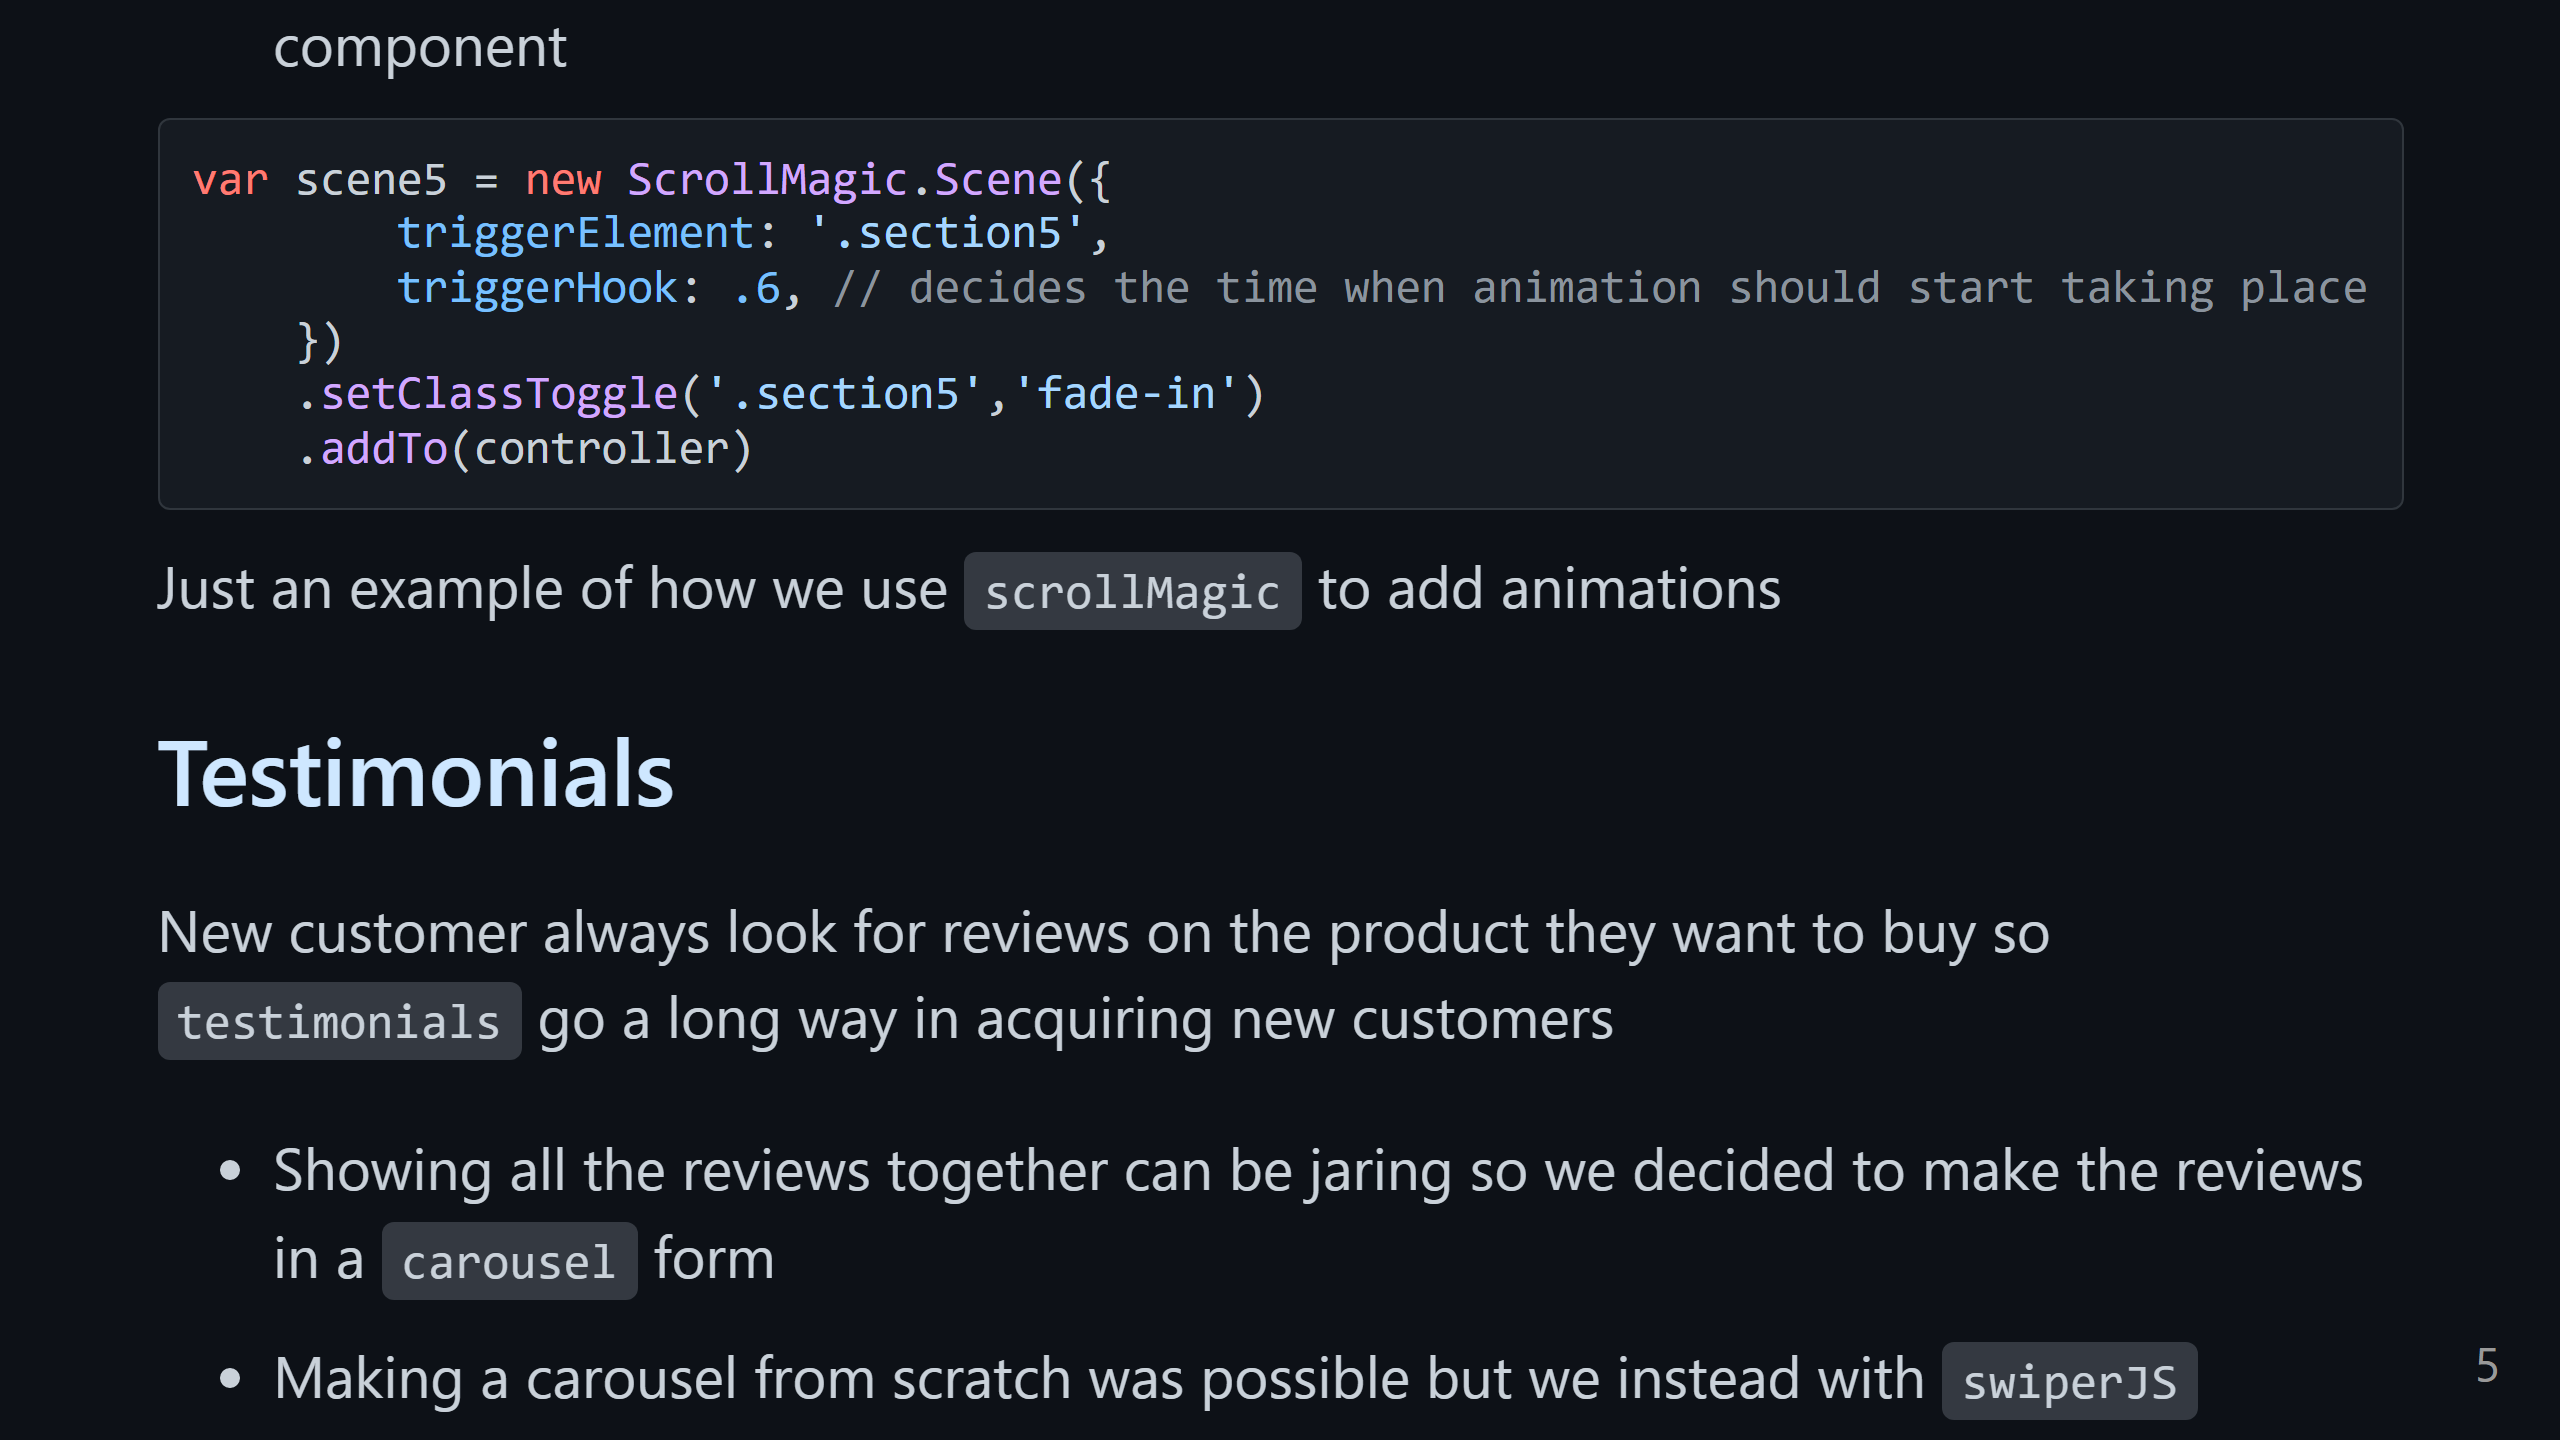 component
var scene5 = new ScrollMagic.Scene({
        triggerElement: '.section5',
        triggerHook: .6, // decides the time when animation should start taking place
    })
    .setClassToggle('.section5','fade-in')
    .addTo(controller)
Just an example of how we use scrollMagic to add animations
Testimonials
New customer always look for reviews on the product they want to buy so
testimonials go a long way in acquiring new customers
• Showing all the reviews together can be jaring so we decided to make the reviews
in a carousel form
• Making a carousel from scratch was possible but we instead with swiperJS
5